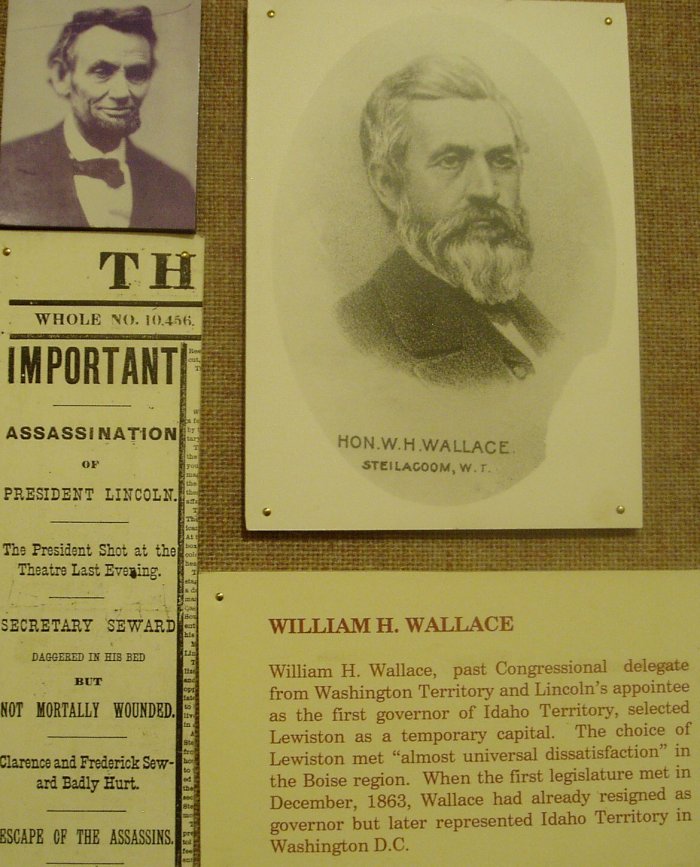 TH
WHOLE NO. 10,456.
IMPORTANT
ASSASSINATION
OF
PRESIDENT LINCOLN.
The President Shot at the
Theatre Last Evening.
SECRETARY SEWARD
DAGGERED IN HIS BED
BUT
NOT MORTALLY WOUNDED.
Clarence and Frederick Sew-
ard Badly Hurt.
ESCAPE OF THE ASSASSINS.
HON. W. H. WALLACE.
STEILACOOM, W. T.
WILLIAM H. WALLACE
William H. Wallace, past Congressional delegate
from Washington Territory and Lincoln's appointee
as the first governor of Idaho Territory, selected
Lewiston as a temporary capital. The choice of
Lewiston met "almost universal dissatisfaction" in
the Boise region. When the first legislature met in
December, 1863, Wallace had already resigned as
governor but later represented Idaho Territory in
Washington D.C.